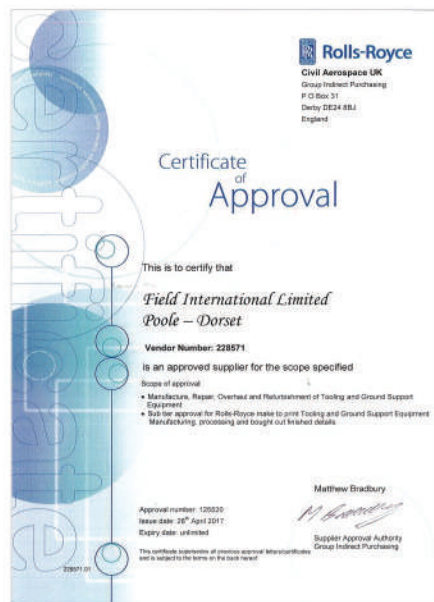 Rolls-Royce
Civil Aerospace UK
Group Indirect Purchasing
P O Box 31
Derby DE24 8BJ
England
Certificate
of
Approval
This is to certify that
Field International Limited
Poole – Dorset
Vendor Number: 228571
is an approved supplier for the scope specified
Scope of approval
• Manufacture, Repair, Overhaul and Refurbishment of Tooling and Ground Support
Equipment
• Sub tier approval for Rolls-Royce make to print Tooling and Ground Support Equipment
Manufacturing, processing and bought out finished details.
Matthew Bradbury
Approval number:
Issue date: 28th April 2017
Expiry date: unlimited
M Bradbury
Supplier Approval Authority
Group Indirect Purchasing
This certificate supersedes all previous approval letters/certificates
and is subject to the terms on the back hereof
228571.01
certificate